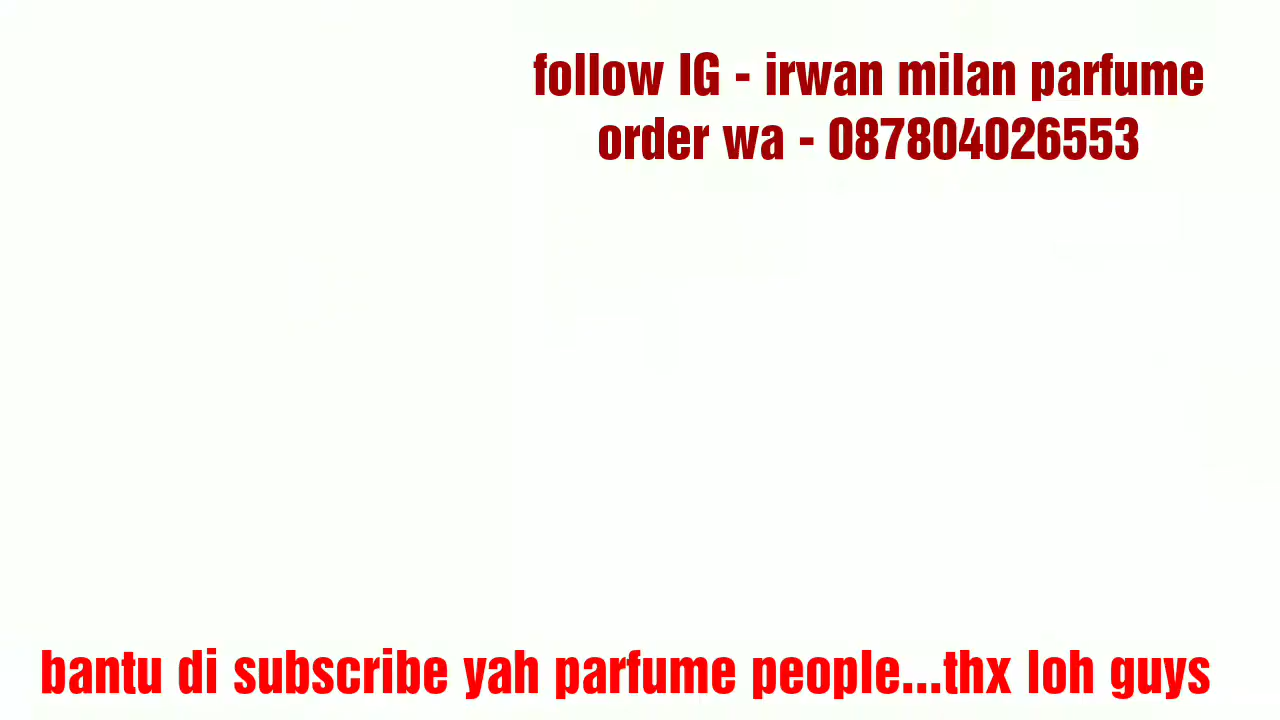 follow IG - irwan milan parfume
order wa - 087804026553
bantu di subscribe yah parfume people...thx loh guys